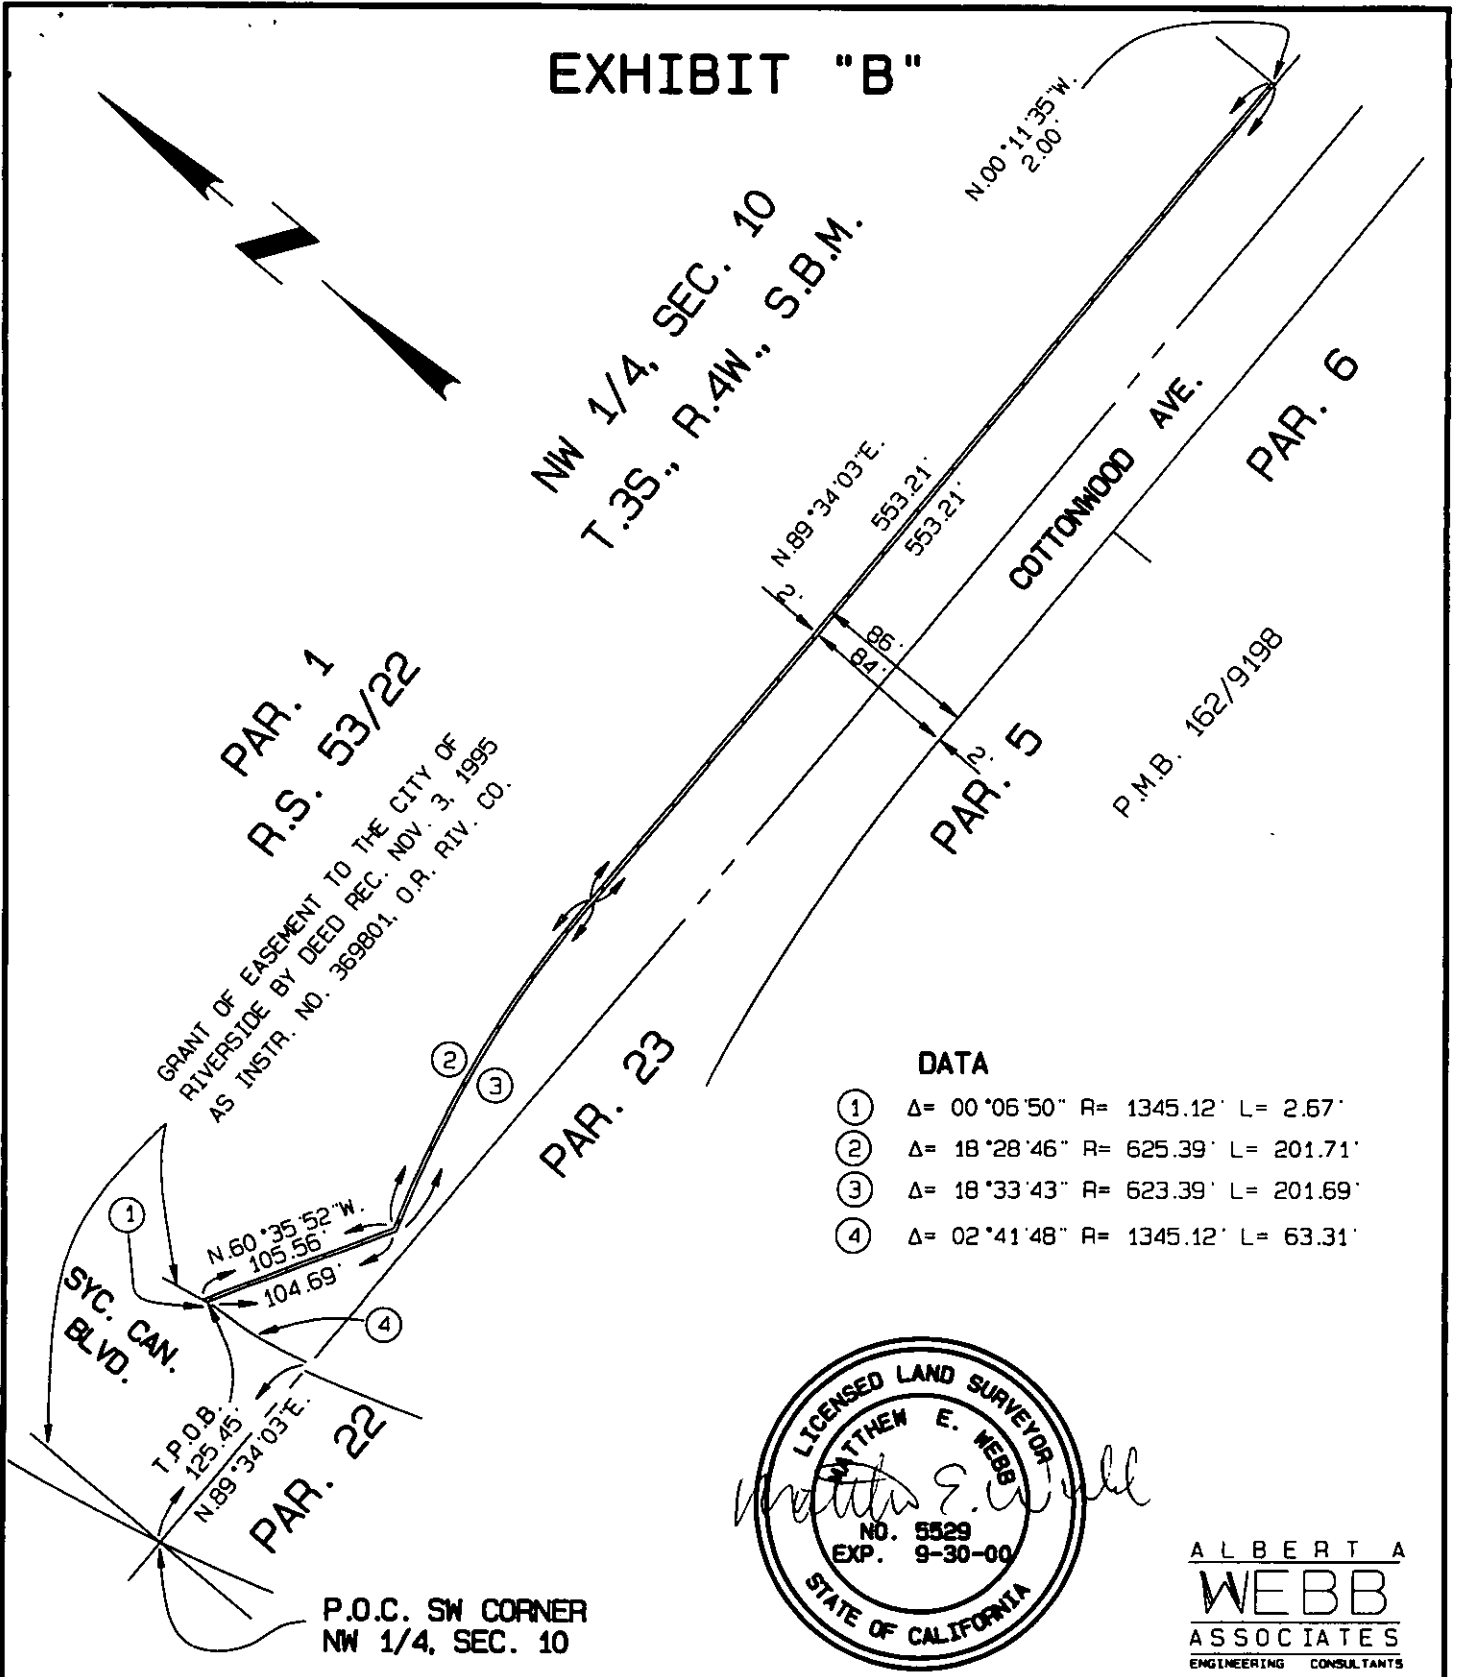 EXHIBIT "B"
N.00°11'35"W.
2.00'
NW 1/4, SEC. 10
T.3S., R.4W., S.B.M.
N.89°34'03"E.
553.21'
553.21'
COTTONWOOD AVE.
PAR. 6
2'
86'
84'
2'
PAR. 5
P.M.B. 162/9198
PAR. 1
R.S. 53/22
GRANT OF EASEMENT TO THE CITY OF
RIVERSIDE BY DEED REC. NOV. 3, 1995
AS INSTR. NO. 369801, O.R. RIV. CO.
2
3
PAR. 23
DATA
1 Δ= 00°06'50" R= 1345.12' L= 2.67'
2 Δ= 18°28'46" R= 625.39' L= 201.71'
3 Δ= 18°33'43" R= 623.39' L= 201.69'
4 Δ= 02°41'48" R= 1345.12' L= 63.31'
1
N.60°35'52"W.
105.56'
104.69'
4
SYC. CAN.
BLVD.
T.P.O.B.
125.45'
N.89°34'03"E.
PAR. 22
P.O.C. SW CORNER
NW 1/4, SEC. 10
LICENSED LAND SURVEYOR
MATTHEW E. WEBB
Matthew E. Webb
NO. 5529
EXP. 9-30-00
STATE OF CALIFORNIA
ALBERT A
WEBB
ASSOCIATES
ENGINEERING CONSULTANTS